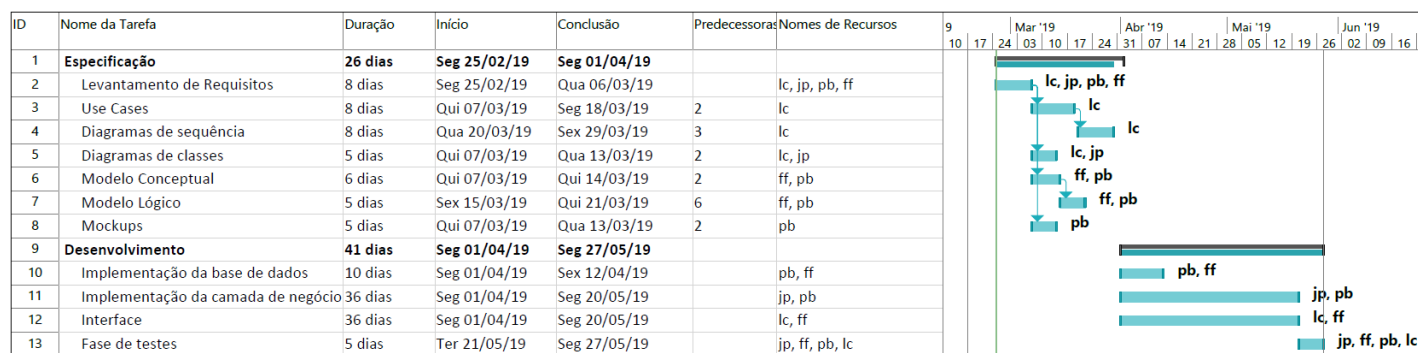 ID Nome da Tarefa Duração Início Conclusão Predecessoras Nomes de Recursos 9 Mar '19 Abr '19 Mai '19 Jun '19
10 17 24 03 10 17 24 31 07 14 21 28 05 12 19 26 02 09 16
1 Especificação 26 dias Seg 25/02/19 Seg 01/04/19
2 Levantamento de Requisitos 8 dias Seg 25/02/19 Qua 06/03/19 lc, jp, pb, ff lc, jp, pb, ff
3 Use Cases 8 dias Qui 07/03/19 Seg 18/03/19 2 lc lc
4 Diagramas de sequência 8 dias Qua 20/03/19 Sex 29/03/19 3 lc lc
5 Diagramas de classes 5 dias Qui 07/03/19 Qua 13/03/19 2 lc, jp lc, jp
6 Modelo Conceptual 6 dias Qui 07/03/19 Qui 14/03/19 2 ff, pb ff, pb
7 Modelo Lógico 5 dias Sex 15/03/19 Qui 21/03/19 6 ff, pb ff, pb
8 Mockups 5 dias Qui 07/03/19 Qua 13/03/19 2 pb pb
9 Desenvolvimento 41 dias Seg 01/04/19 Seg 27/05/19
10 Implementação da base de dados 10 dias Seg 01/04/19 Sex 12/04/19 pb, ff pb, ff
11 Implementação da camada de negócio 36 dias Seg 01/04/19 Seg 20/05/19 jp, pb jp, pb
12 Interface 36 dias Seg 01/04/19 Seg 20/05/19 lc, ff lc, ff
13 Fase de testes 5 dias Ter 21/05/19 Seg 27/05/19 jp, ff, pb, lc jp, ff, pb, lc